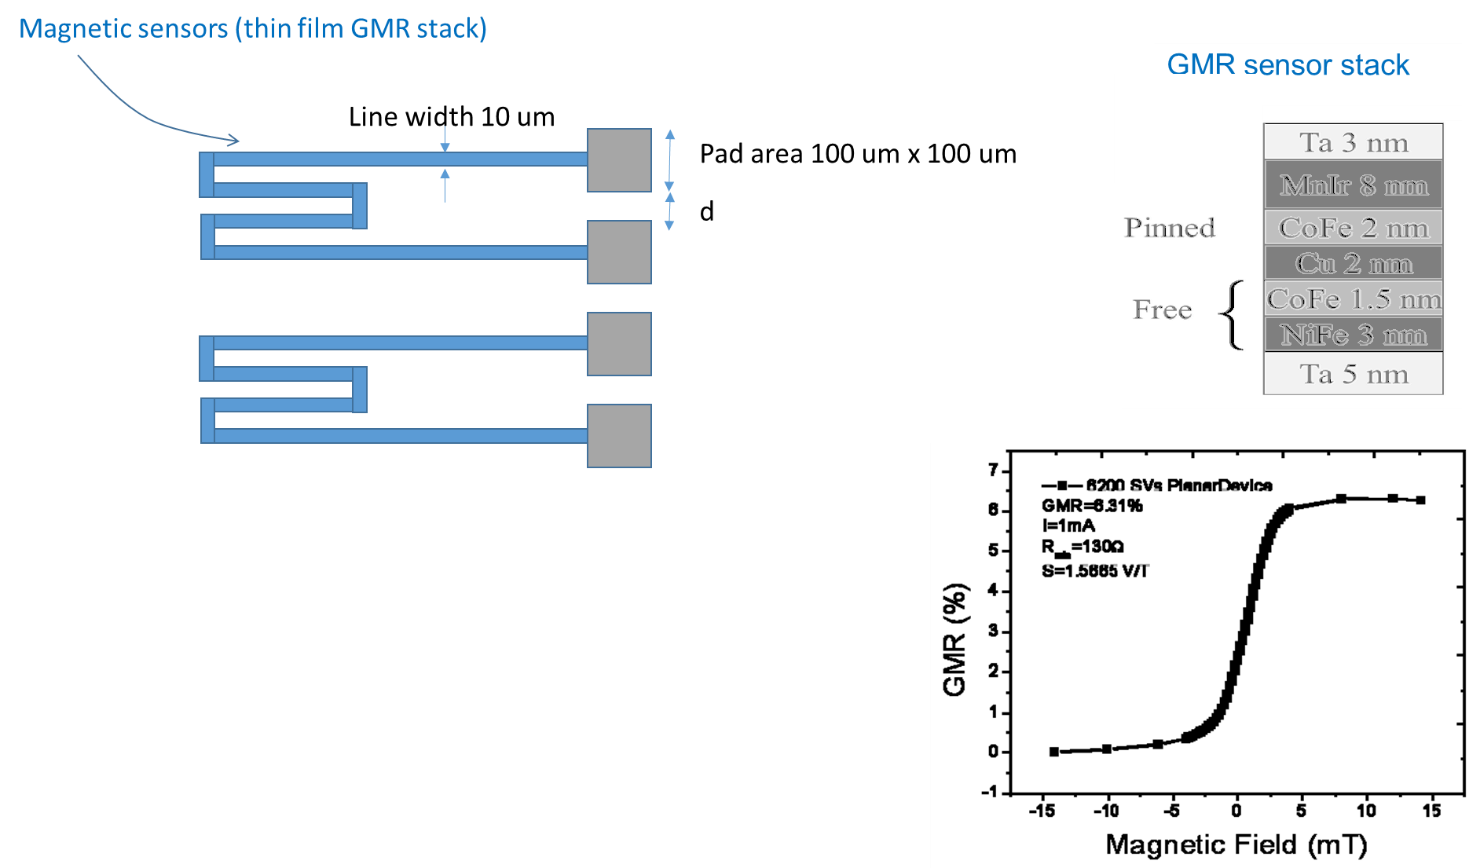 Magnetic sensors (thin film GMR stack)
Line width 10 um
Pad area 100 um x 100 um
d
GMR sensor stack
Ta 3 nm
MnIr 8 nm
Pinned
CoFe 2 nm
Cu 2 nm
Free
CoFe 1.5 nm
NiFe 3 nm
Ta 5 nm
6200 SVs PlanarDevice
GMR=6.31%
I=1mA
=130Ω
S=1.5665 V/T
GMR (%)
7
6
5
4
3
2
1
0
-1
-15 -10 -5 0 5 10 15
Magnetic Field (mT)